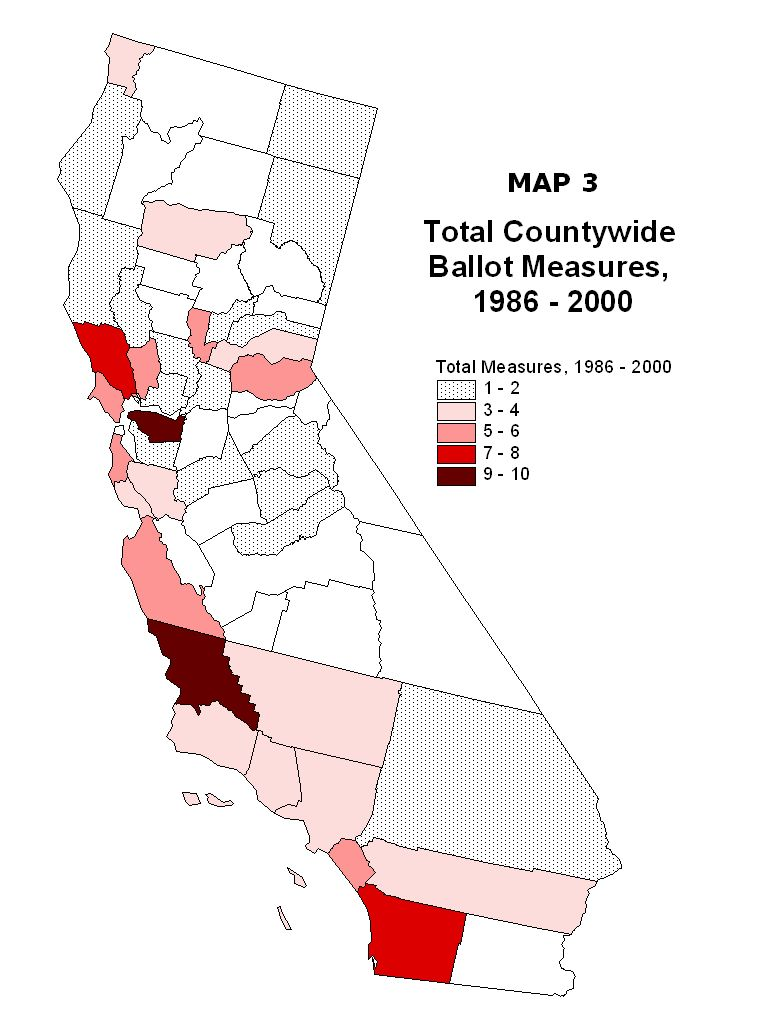 MAP 3
Total Countywide
Ballot Measures,
1986 - 2000
Total Measures, 1986 - 2000
1 - 2
3 - 4
5 - 6
7 - 8
9 - 10